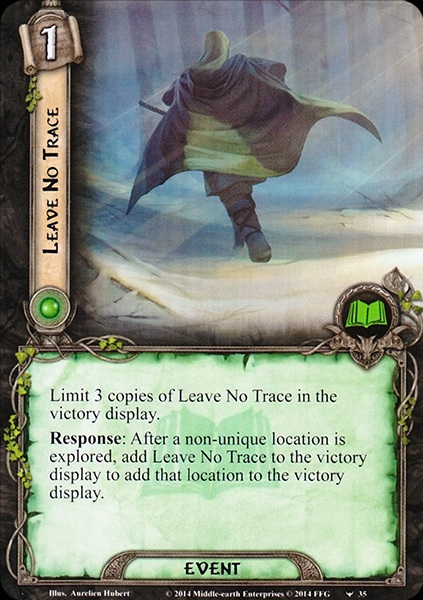 1
Leave No Trace
Limit 3 copies of Leave No Trace in the
victory display.
Response: After a non-unique location is
explored, add Leave No Trace to the victory
display to add that location to the victory
display.
EVENT
Illus. Aurelien Hubert © 2014 Middle-earth Enterprises © 2014 FFG 35